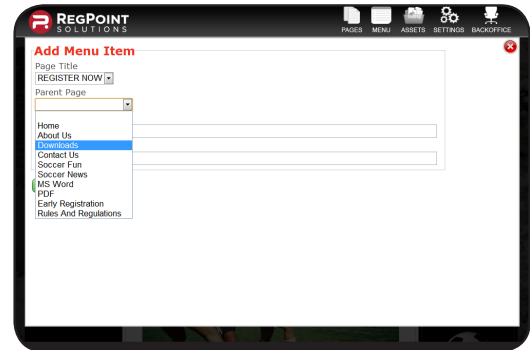 REGPOINT
SOLUTIONS
PAGES MENU ASSETS SETTINGS BACKOFFICE
Add Menu Item
Page Title
REGISTER NOW
Parent Page
Home
About Us
Downloads
Contact Us
Soccer Fun
Soccer News
MS Word
PDF
Early Registration
Rules And Regulations